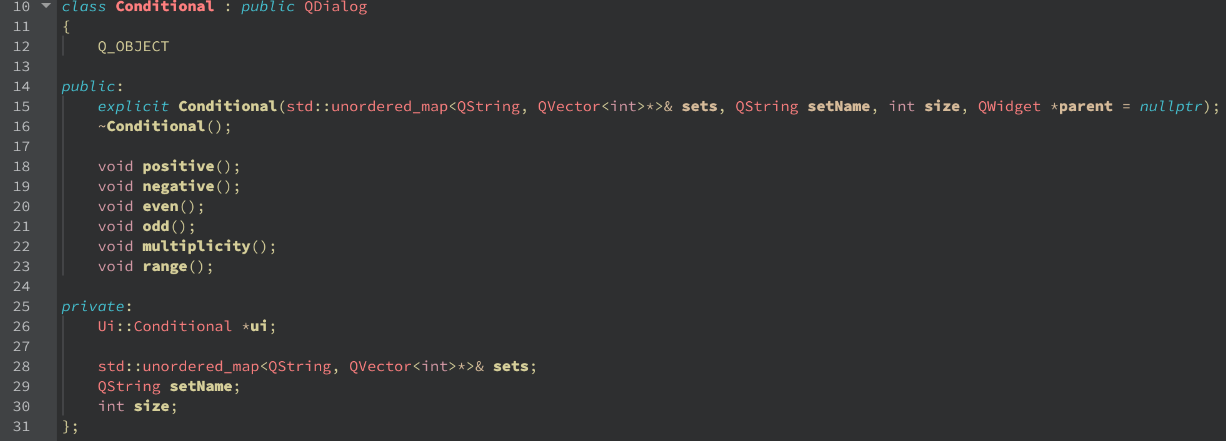 10 class Conditional : public QDialog
11 {
12     Q_OBJECT
13
14 public:
15     explicit Conditional(std::unordered_map<QString, QVector<int>*>& sets, QString setName, int size, QWidget *parent = nullptr);
16     ~Conditional();
17
18     void positive();
19     void negative();
20     void even();
21     void odd();
22     void multiplicity();
23     void range();
24
25 private:
26     Ui::Conditional *ui;
27
28     std::unordered_map<QString, QVector<int>*>& sets;
29     QString setName;
30     int size;
31 };